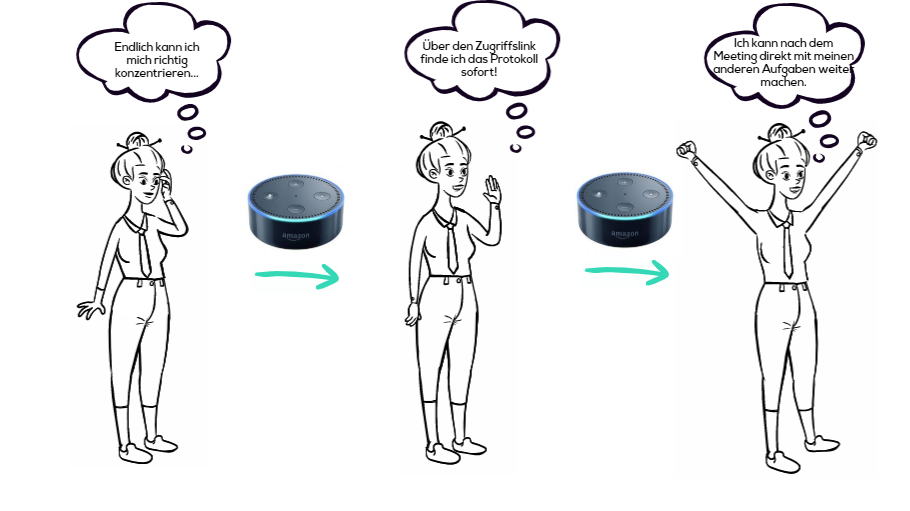 Endlich kann ich
mich richtig
konzentrieren...
Über den Zugriffslink
finde ich das Protokoll
sofort!
Ich kann nach dem
Meeting direkt mit meinen
anderen Aufgaben weiter
machen.
amazon
amazon